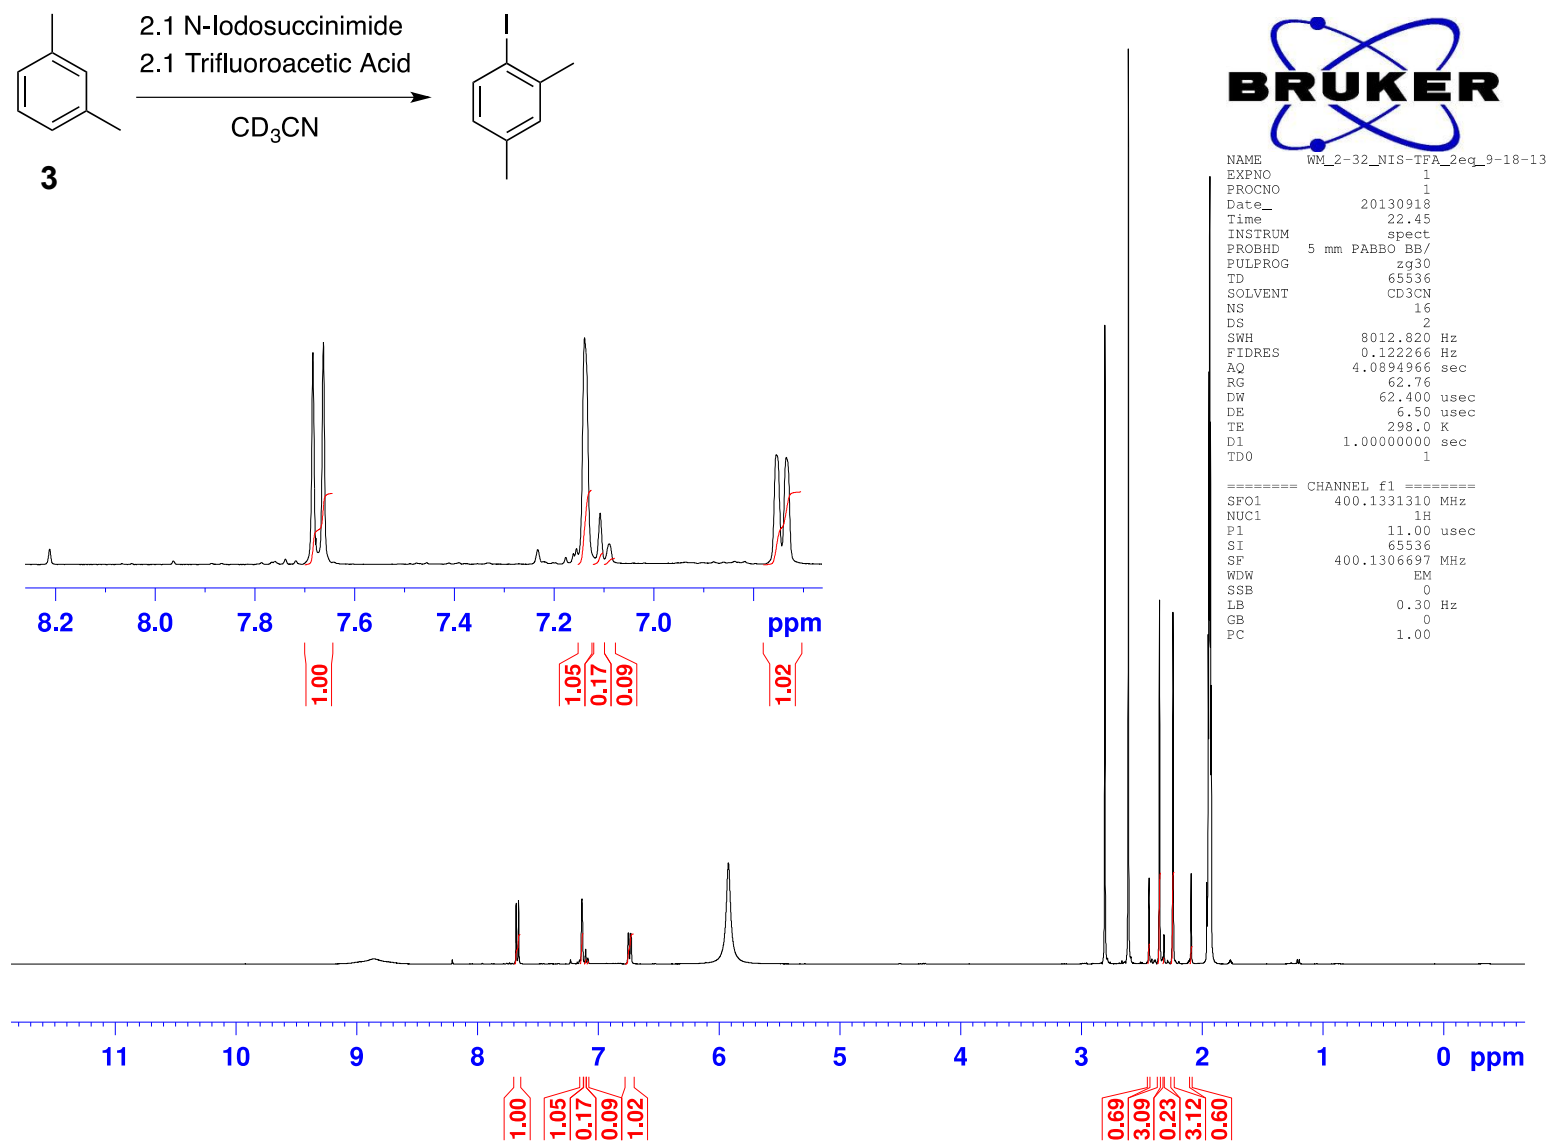 I
2.1 N-Iodosuccinimide
2.1 Trifluoroacetic Acid
CD3CN
3
BRUKER
NAME WM_2-32_NIS-TFA_2eq_9-18-13
EXPNO 1
PROCNO 1
Date_ 20130918
Time 22.45
INSTRUM spect
PROBHD 5 mm PABBO BB/
PULPROG zg30
TD 65536
SOLVENT CD3CN
NS 16
DS 2
SWH 8012.820 Hz
FIDRES 0.122266 Hz
AQ 4.0894966 sec
RG 62.76
DW 62.400 usec
DE 6.50 usec
TE 298.0 K
D1 1.00000000 sec
TD0 1
======== CHANNEL f1 ========
SFO1 400.1331310 MHz
NUC1 1H
P1 11.00 usec
SI 65536
SF 400.1306697 MHz
WDW EM
SSB 0
LB 0.30 Hz
GB 0
PC 1.00
8.2 8.0 7.8 7.6 7.4 7.2 7.0 ppm
1.00 1.05 0.17 0.09 1.02
11 10 9 8 7 6 5 4 3 2 1 0 ppm
1.00 1.05 0.17 0.09 1.02 0.69 3.09 0.23 3.12 0.60